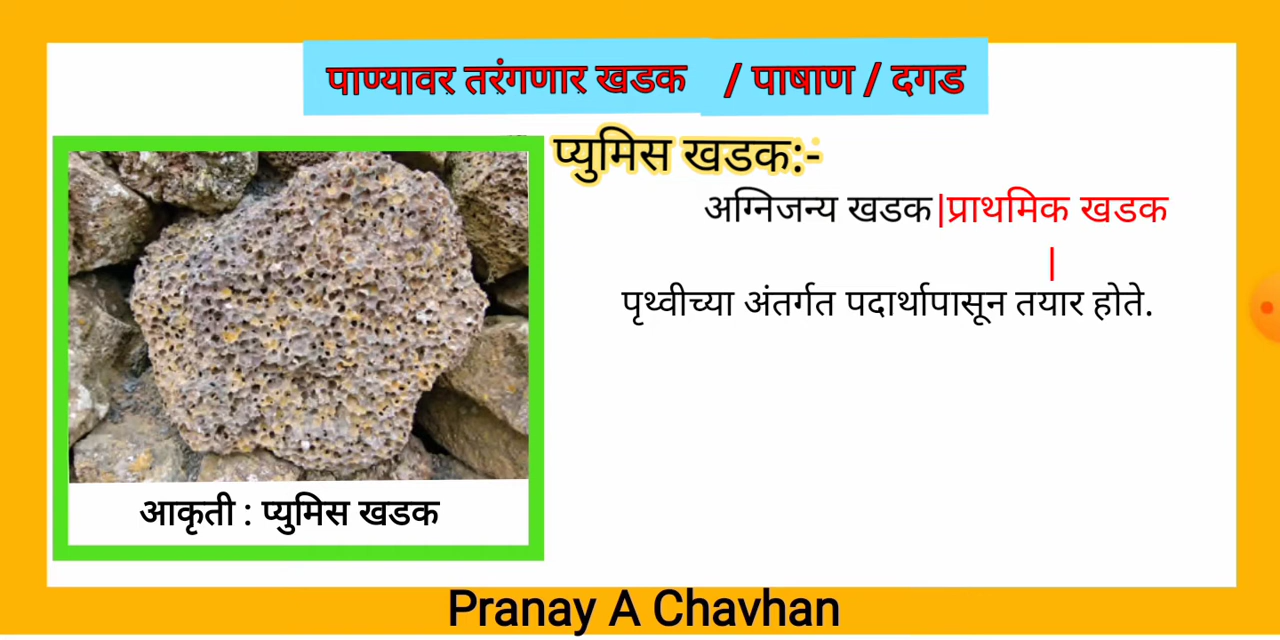 पाण्यावर तरंगणार खडक / पाषाण / दगड
प्युमिस खडक:-
अग्निजन्य खडक|प्राथमिक खडक
|
पृथ्वीच्या अंतर्गत पदार्थापासून तयार होते.
आकृती : प्युमिस खडक
Pranay A Chavhan